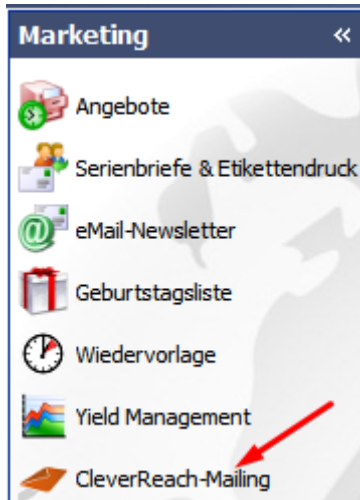 Marketing «
Angebote
Serienbriefe & Etikettendruck
eMail-Newsletter
Geburtstagsliste
Wiedervorlage
Yield Management
CleverReach-Mailing